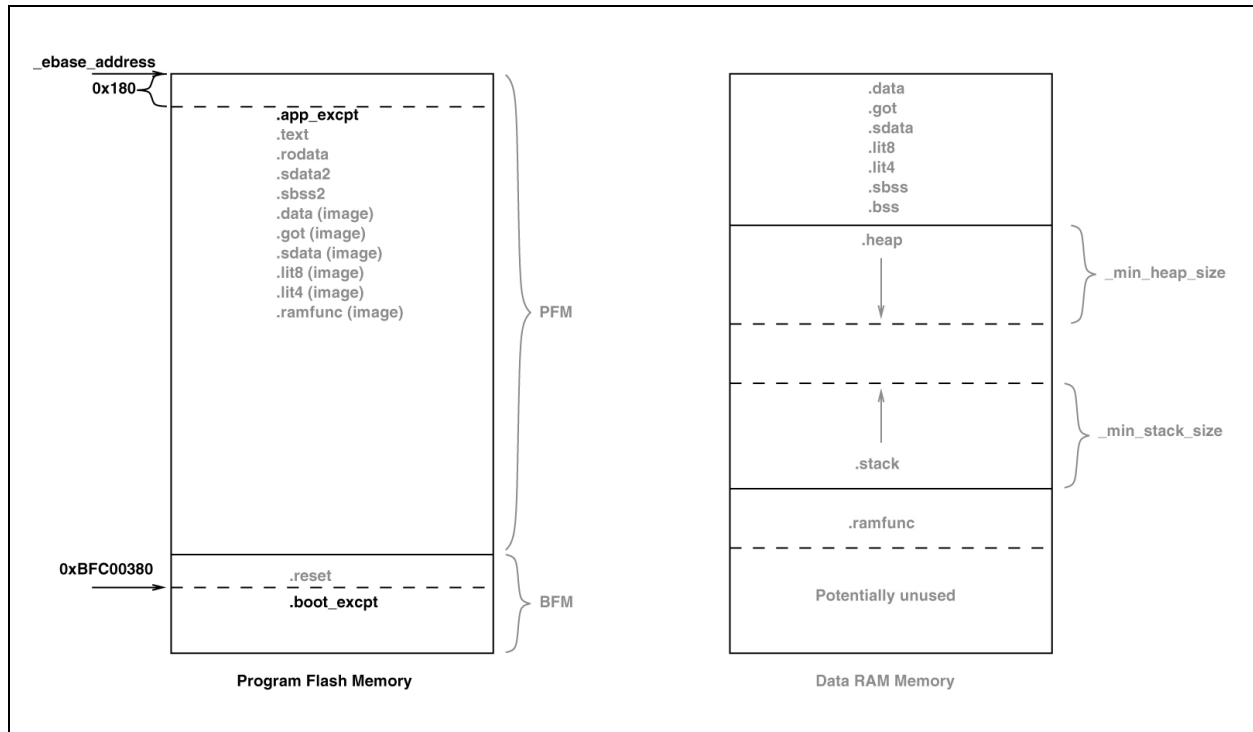 _ebase_address
0x180
.app_excpt
.text
.rodata
.sdata2
.sbss2
.data (image)
.got (image)
.sdata (image)
.lit8 (image)
.lit4 (image)
.ramfunc (image)
PFM
0xBFC00380
.reset
.boot_excpt
BFM
Program Flash Memory
.data
.got
.sdata
.lit8
.lit4
.sbss
.bss
.heap
_min_heap_size
_min_stack_size
.stack
.ramfunc
Potentially unused
Data RAM Memory